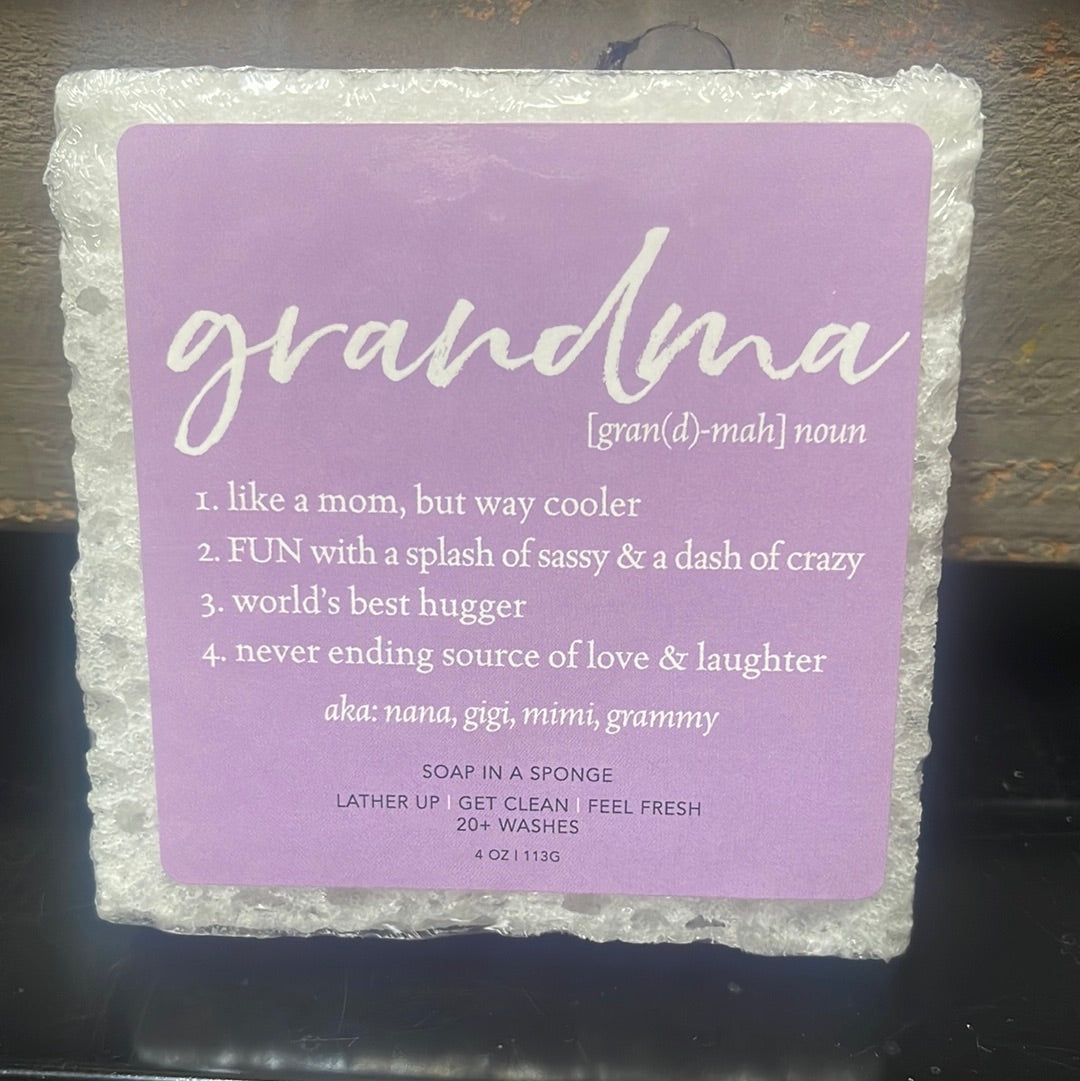 grandma
[gran(d)-mah] noun
1. like a mom, but way cooler
2. FUN with a splash of sassy & a dash of crazy
3. world's best hugger
4. never ending source of love & laughter
aka: nana, gigi, mimi, grammy
SOAP IN A SPONGE
LATHER UP | GET CLEAN | FEEL FRESH
20+ WASHES
4 OZ | 113G